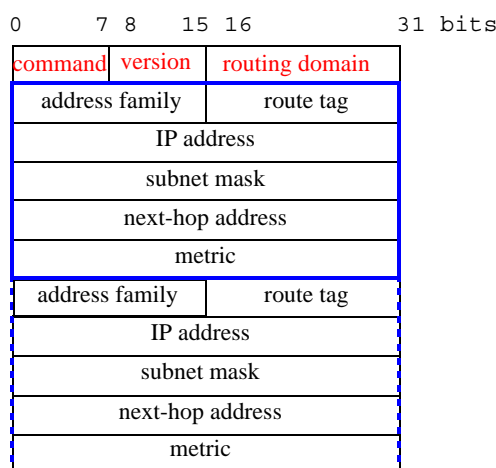 0 7 8 15 16 31 bits
command version routing domain
address family route tag
IP address
subnet mask
next-hop address
metric
address family route tag
IP address
subnet mask
next-hop address
metric